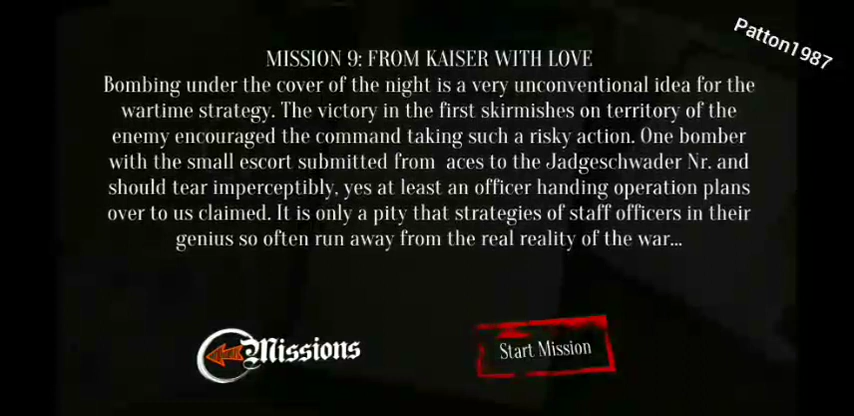 Patton1987
MISSION 9: FROM KAISER WITH LOVE
Bombing under the cover of the night is a very unconventional idea for the
wartime strategy. The victory in the first skirmishes on territory of the
enemy encouraged the command taking such a risky action. One bomber
with the small escort submitted from  aces to the Jadgeschwader Nr. and
should tear imperceptibly, yes at least an officer handing operation plans
over to us claimed. It is only a pity that strategies of staff officers in their
genius so often run away from the real reality of the war...
Missions
Start Mission